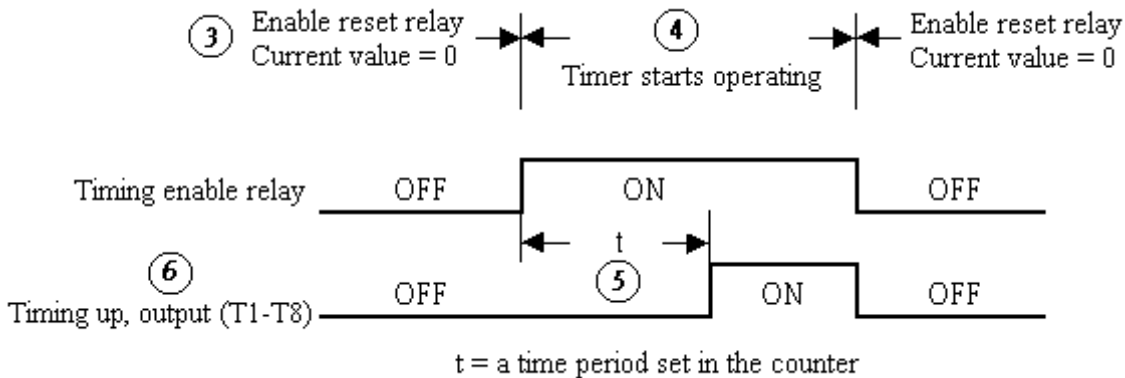 3 Enable reset relay
Current value = 0
4
Timer starts operating
Enable reset relay
Current value = 0
Timing enable relay OFF ON OFF
t
5
6
Timing up, output (T1-T8) OFF ON OFF
t = a time period set in the counter